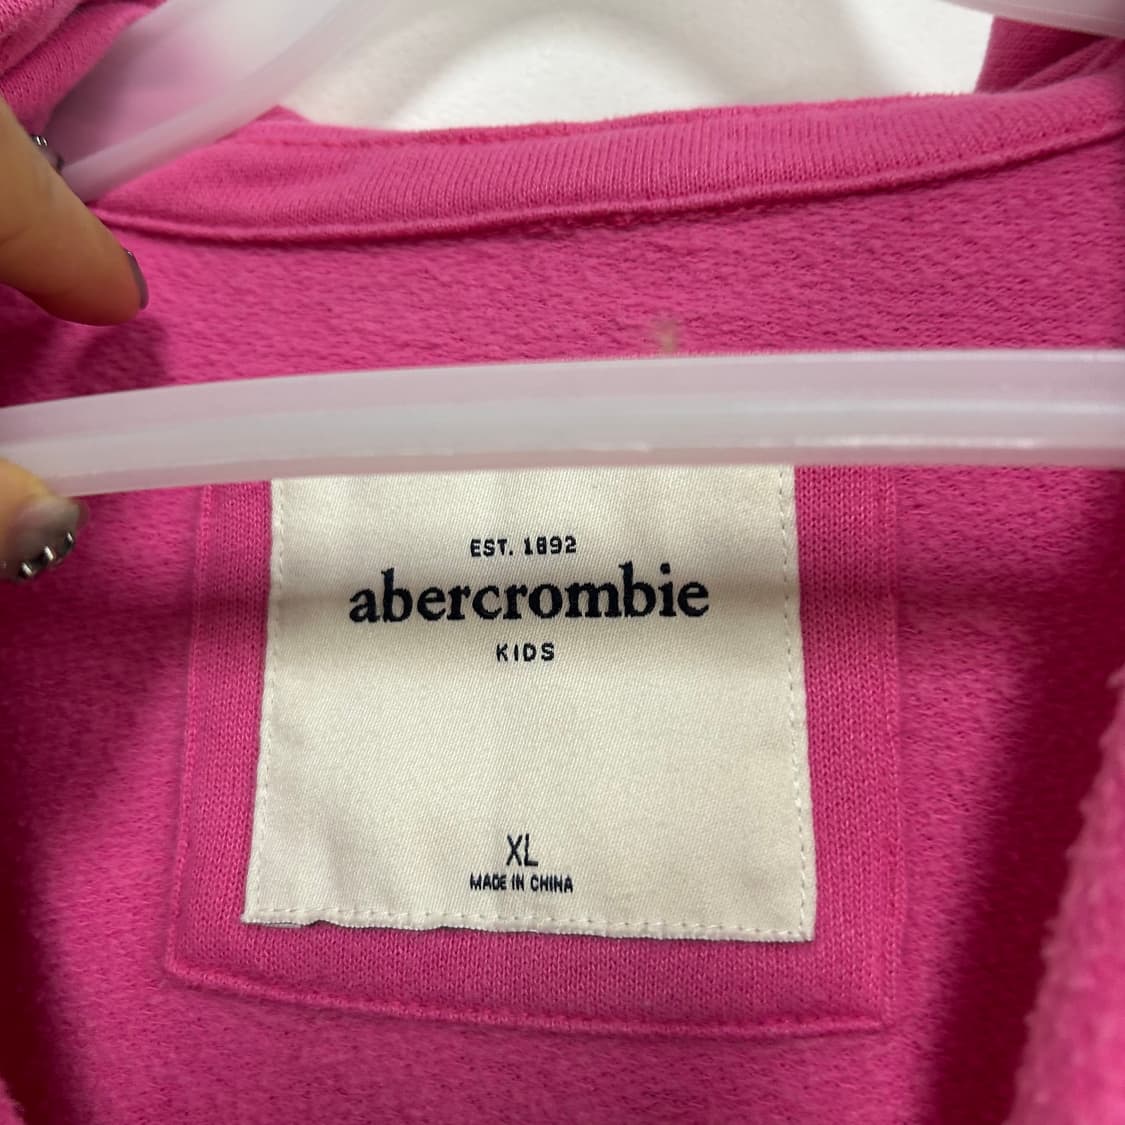 EST. 1892
abercrombie
KIDS
XL
MADE IN CHINA